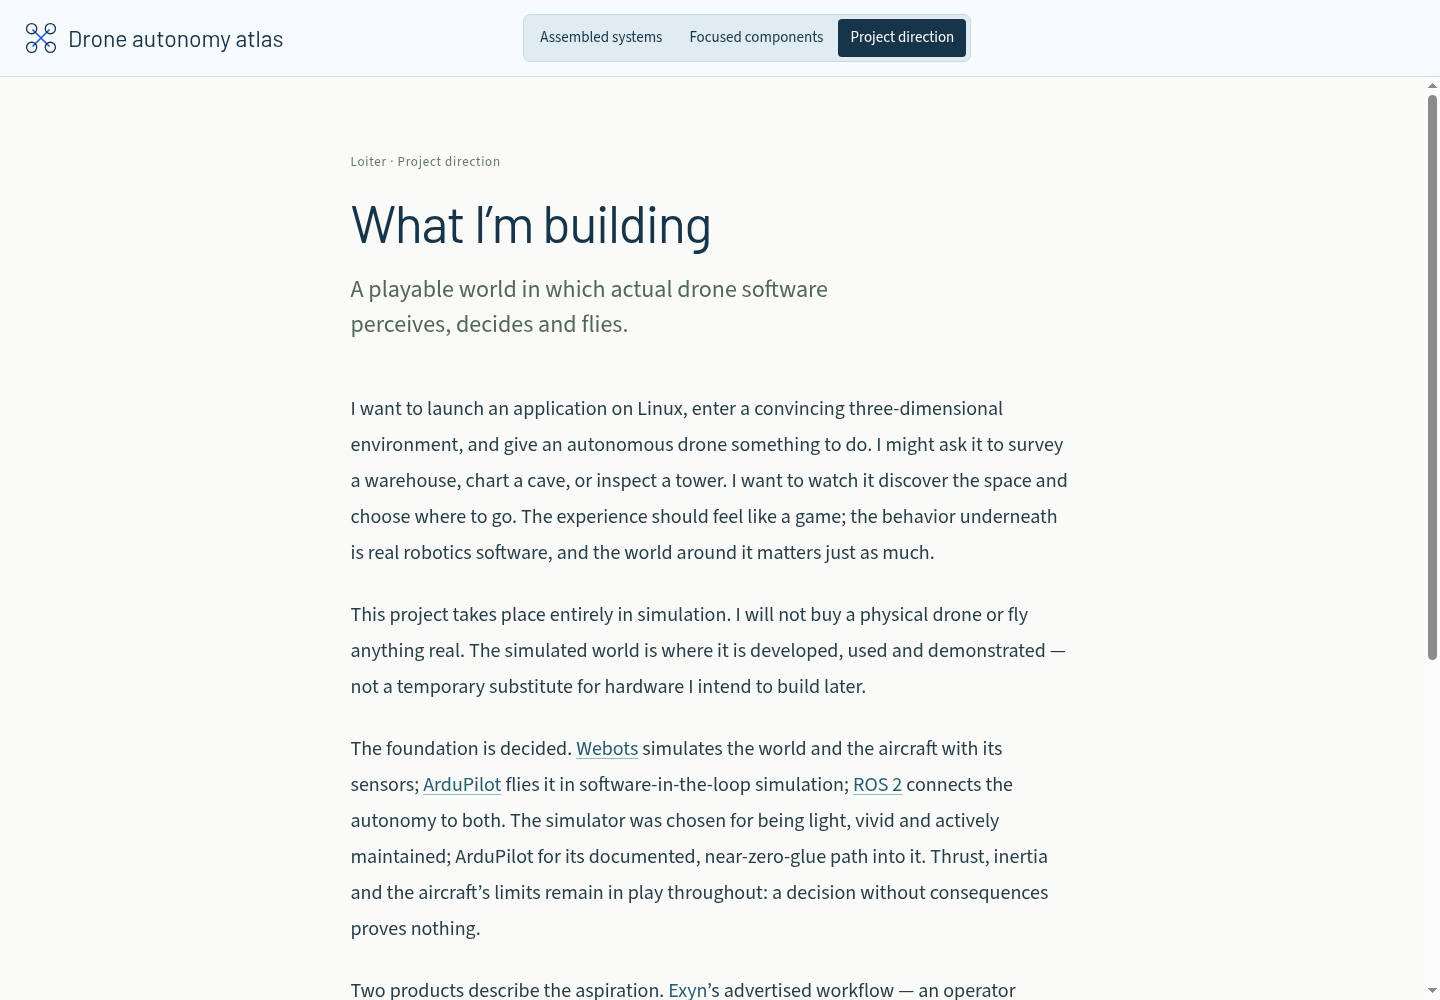 Drone autonomy atlas
Assembled systems
Focused components
Project direction
Loiter · Project direction
What I’m building
A playable world in which actual drone software
perceives, decides and flies.
I want to launch an application on Linux, enter a convincing three-dimensional
environment, and give an autonomous drone something to do. I might ask it to survey
a warehouse, chart a cave, or inspect a tower. I want to watch it discover the space and
choose where to go. The experience should feel like a game; the behavior underneath
is real robotics software, and the world around it matters just as much.
This project takes place entirely in simulation. I will not buy a physical drone or fly
anything real. The simulated world is where it is developed, used and demonstrated —
not a temporary substitute for hardware I intend to build later.
The foundation is decided. Webots simulates the world and the aircraft with its
sensors; ArduPilot flies it in software-in-the-loop simulation; ROS 2 connects the
autonomy to both. The simulator was chosen for being light, vivid and actively
maintained; ArduPilot for its documented, near-zero-glue path into it. Thrust, inertia
and the aircraft’s limits remain in play throughout: a decision without consequences
proves nothing.
Two products describe the aspiration. Exyn’s advertised workflow — an operator